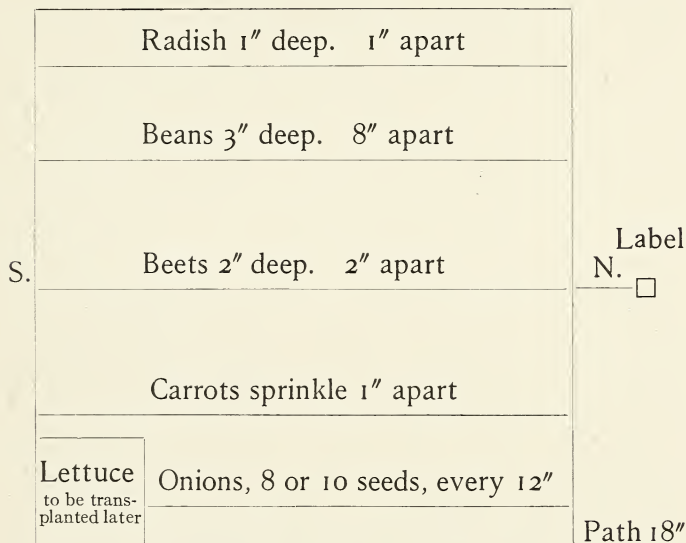 Radish 1″ deep. 1″ apart
Beans 3″ deep. 8″ apart
Label
S.
Beets 2″ deep. 2″ apart
N.
Carrots sprinkle 1″ apart
Lettuce
to be trans-
planted later
Onions, 8 or 10 seeds, every 12″
Path 18″